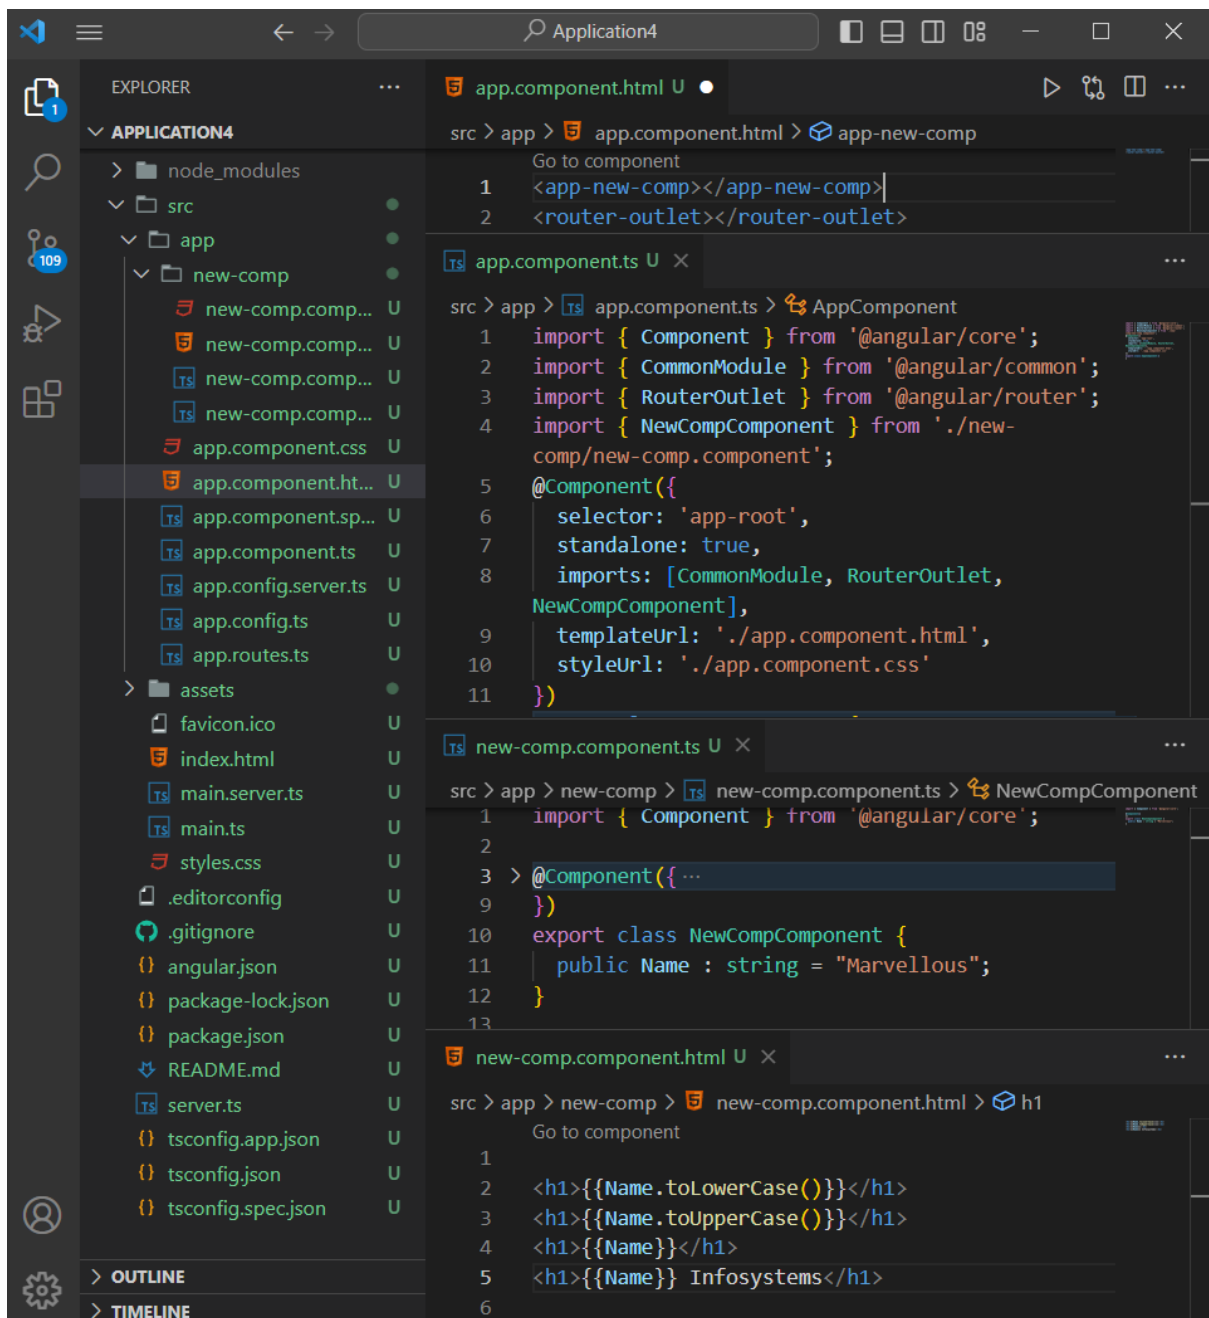 Application4
EXPLORER ...
APPLICATION4
node_modules
src
app
new-comp
new-comp.comp... U
new-comp.comp... U
new-comp.comp... U
new-comp.comp... U
app.component.css U
app.component.ht... U
app.component.sp... U
app.component.ts U
app.config.server.ts U
app.config.ts U
app.routes.ts U
assets
favicon.ico U
index.html U
main.server.ts U
main.ts U
styles.css U
.editorconfig U
.gitignore U
angular.json U
package-lock.json U
package.json U
README.md U
server.ts U
tsconfig.app.json U
tsconfig.json U
tsconfig.spec.json U
OUTLINE
TIMELINE
1
109
app.component.html U
src > app > app.component.html > app-new-comp
Go to component
1 <app-new-comp></app-new-comp>
2 <router-outlet></router-outlet>
app.component.ts U
src > app > app.component.ts > AppComponent
1 import { Component } from '@angular/core';
2 import { CommonModule } from '@angular/common';
3 import { RouterOutlet } from '@angular/router';
4 import { NewCompComponent } from './new-
comp/new-comp.component';
5 @Component({
6 selector: 'app-root',
7 standalone: true,
8 imports: [CommonModule, RouterOutlet,
NewCompComponent],
9 templateUrl: './app.component.html',
10 styleUrl: './app.component.css'
11 })
new-comp.component.ts U
src > app > new-comp > new-comp.component.ts > NewCompComponent
1 import { Component } from '@angular/core';
2
3 > @Component({ ...
9 })
10 export class NewCompComponent {
11 public Name : string = "Marvellous";
12 }
13
new-comp.component.html U
src > app > new-comp > new-comp.component.html > h1
Go to component
1
2 <h1>{{Name.toLowerCase()}}</h1>
3 <h1>{{Name.toUpperCase()}}</h1>
4 <h1>{{Name}}</h1>
5 <h1>{{Name}} Infosystems</h1>
6